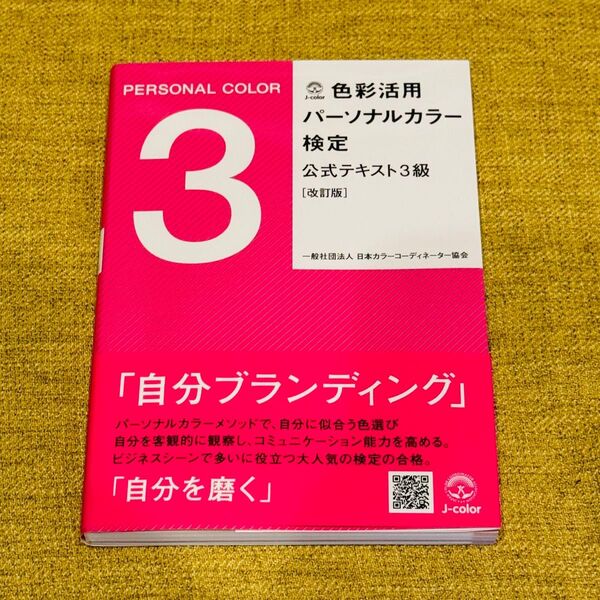 PERSONAL COLOR
3
J-color
色彩活用
パーソナルカラー
検定
公式テキスト3級
[改訂版]
一般社団法人 日本カラーコーディネーター協会
「自分ブランディング」
パーソナルカラーメソッドで、自分に似合う色選び
自分を客観的に観察し、コミュニケーション能力を高める。
ビジネスシーンで多いに役立つ大人気の検定の合格。
「自分を磨く」
J-color